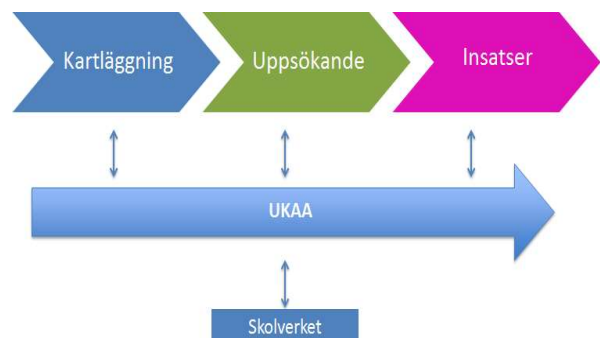 Kartläggning
Uppsökande
Insatser
UKAA
Skolverket